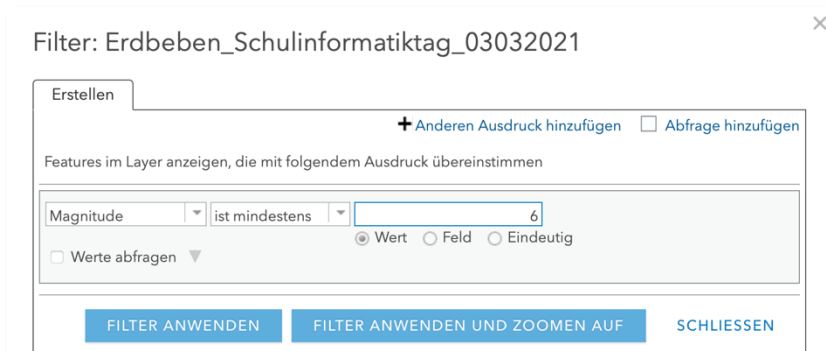 Filter: Erdbeben_Schulinformatiktag_03032021
Erstellen
Anderen Ausdruck hinzufügen Abfrage hinzufügen
Features im Layer anzeigen, die mit folgendem Ausdruck übereinstimmen
Magnitude ist mindestens 6
Wert Feld Eindeutig
Werte abfragen
FILTER ANWENDEN FILTER ANWENDEN UND ZOOMEN AUF SCHLIESSEN